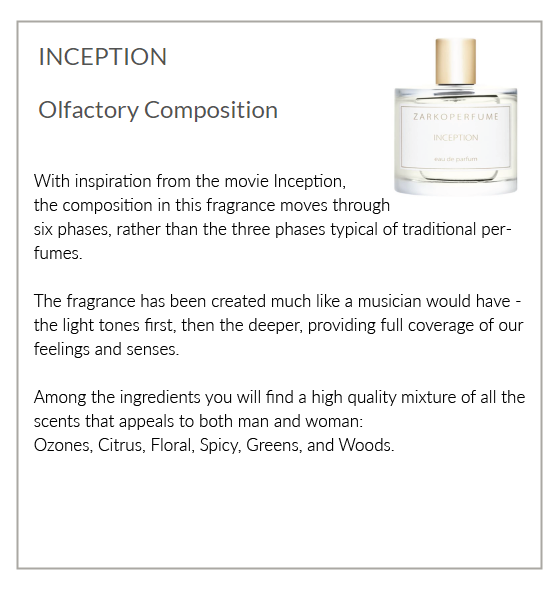 INCEPTION
Olfactory Composition
ZARKOPERFUME
INCEPTION
eau de parfum
With inspiration from the movie Inception,
the composition in this fragrance moves through
six phases, rather than the three phases typical of traditional per-
fumes.
The fragrance has been created much like a musician would have -
the light tones first, then the deeper, providing full coverage of our
feelings and senses.
Among the ingredients you will find a high quality mixture of all the
scents that appeals to both man and woman:
Ozones, Citrus, Floral, Spicy, Greens, and Woods.